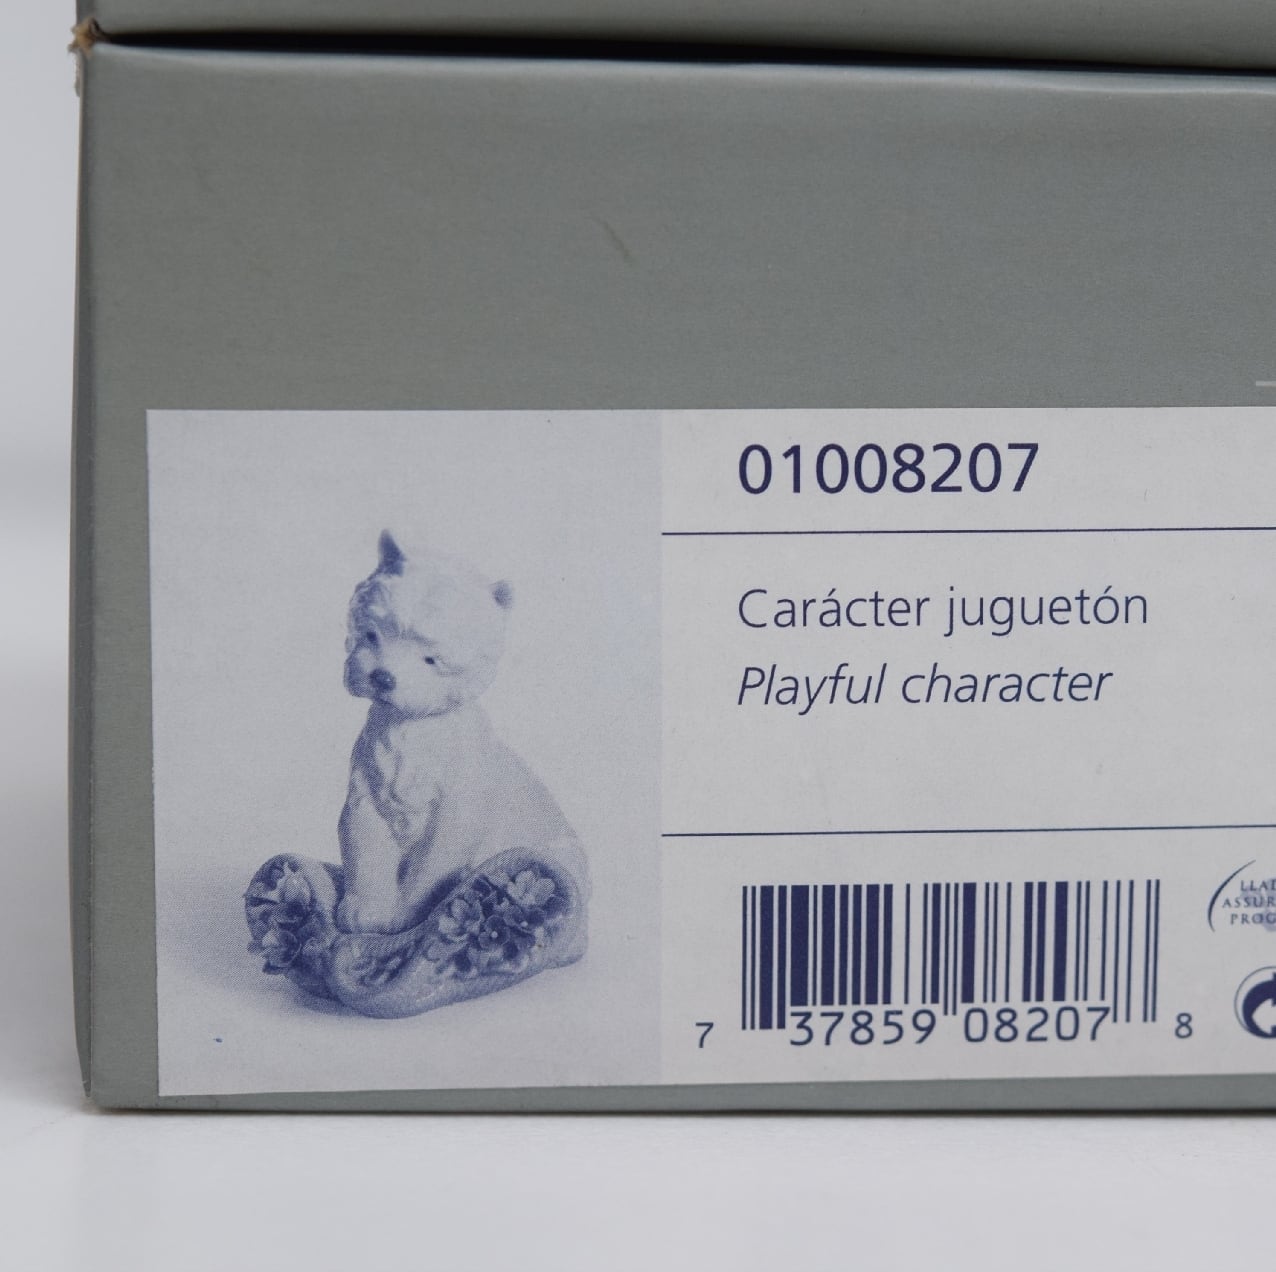 01008207
Carácter juguetón
Playful character
7 37859 08207 8